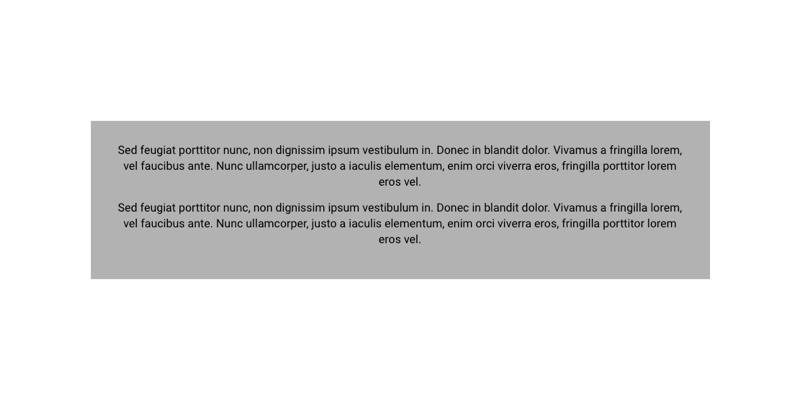 Sed feugiat porttitor nunc, non dignissim ipsum vestibulum in. Donec in blandit dolor. Vivamus a fringilla lorem,
vel faucibus ante. Nunc ullamcorper, justo a iaculis elementum, enim orci viverra eros, fringilla porttitor lorem
eros vel.
Sed feugiat porttitor nunc, non dignissim ipsum vestibulum in. Donec in blandit dolor. Vivamus a fringilla lorem,
vel faucibus ante. Nunc ullamcorper, justo a iaculis elementum, enim orci viverra eros, fringilla porttitor lorem
eros vel.